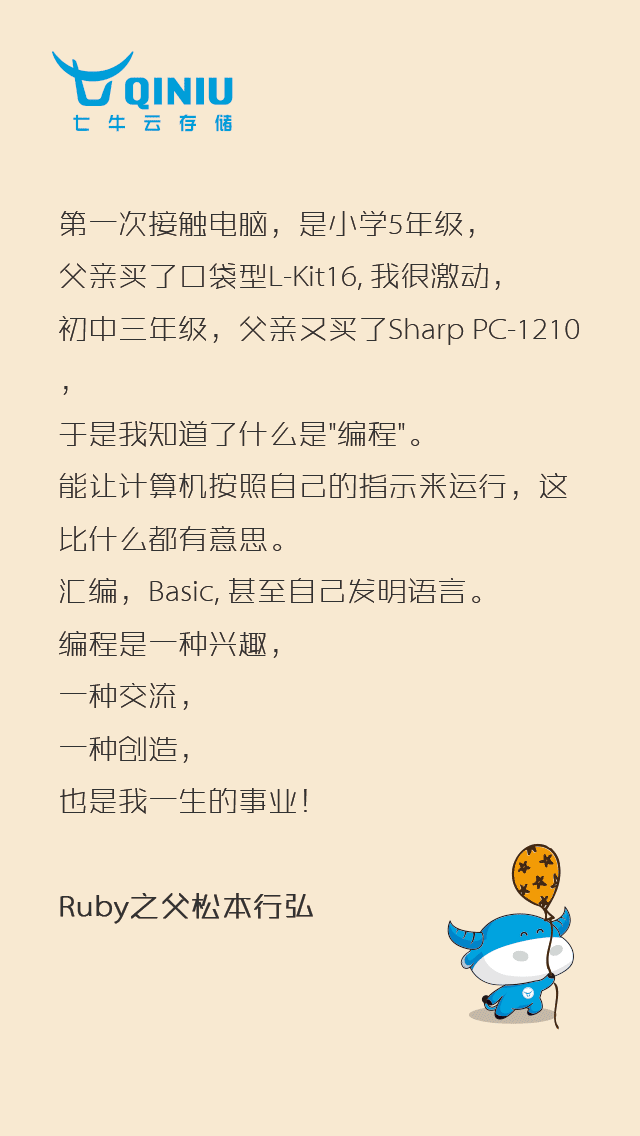 QINIU
七牛云存储
第一次接触电脑，是小学5年级，
父亲买了口袋型L-Kit16, 我很激动，
初中三年级，父亲又买了Sharp PC-1210
，
于是我知道了什么是"编程"。
能让计算机按照自己的指示来运行，这
比什么都有意思。
汇编，Basic, 甚至自己发明语言。
编程是一种兴趣，
一种交流，
一种创造，
也是我一生的事业！
Ruby之父松本行弘